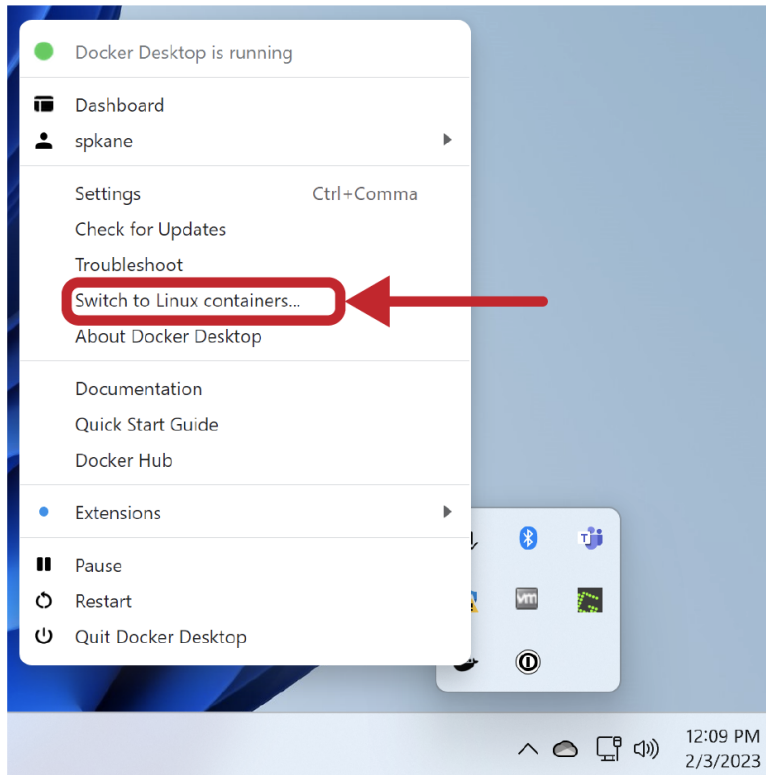 Docker Desktop is running
Dashboard
spkane
Settings Ctrl+Comma
Check for Updates
Troubleshoot
Switch to Linux containers...
About Docker Desktop
Documentation
Quick Start Guide
Docker Hub
Extensions
Pause
Restart
Quit Docker Desktop
T
vm
12:09 PM
2/3/2023